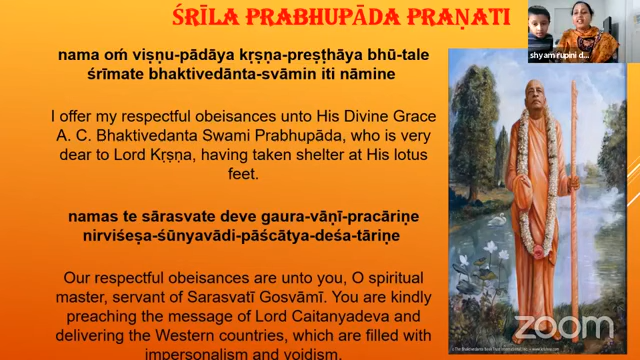 ŚRĪLA PRABHUPĀDA PRAṆATI
nama oṁ viṣṇu-pādāya kṛṣṇa-preṣṭhāya bhū-tale
śrīmate bhaktivedānta-svāmin iti nāmine
I offer my respectful obeisances unto His Divine Grace
A. C. Bhaktivedanta Swami Prabhupāda, who is very
dear to Lord Kṛṣṇa, having taken shelter at His lotus
feet.
namas te sārasvate deve gaura-vāṇī-pracāriṇe
nirviśeṣa-śūnyavādi-pāścātya-deśa-tāriṇe
Our respectful obeisances are unto you, O spiritual
master, servant of Sarasvatī Gosvāmī. You are kindly
preaching the message of Lord Caitanyadeva and
delivering the Western countries, which are filled with
impersonalism and voidism.
shyamrupini d...
zoom